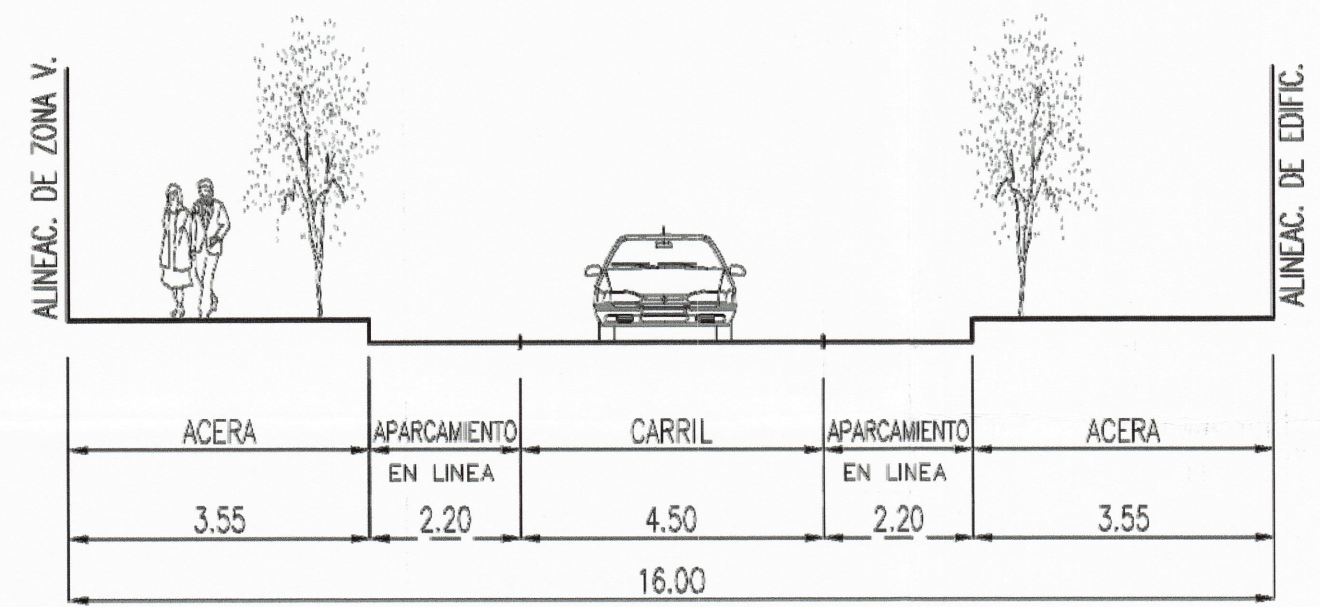 ALINEAC. DE ZONA V.
ALINEAC. DE EDIFIC.
ACERA
APARCAMIENTO
EN LINEA
CARRIL
APARCAMIENTO
EN LINEA
ACERA
3.55
2.20
4.50
2.20
3.55
16.00